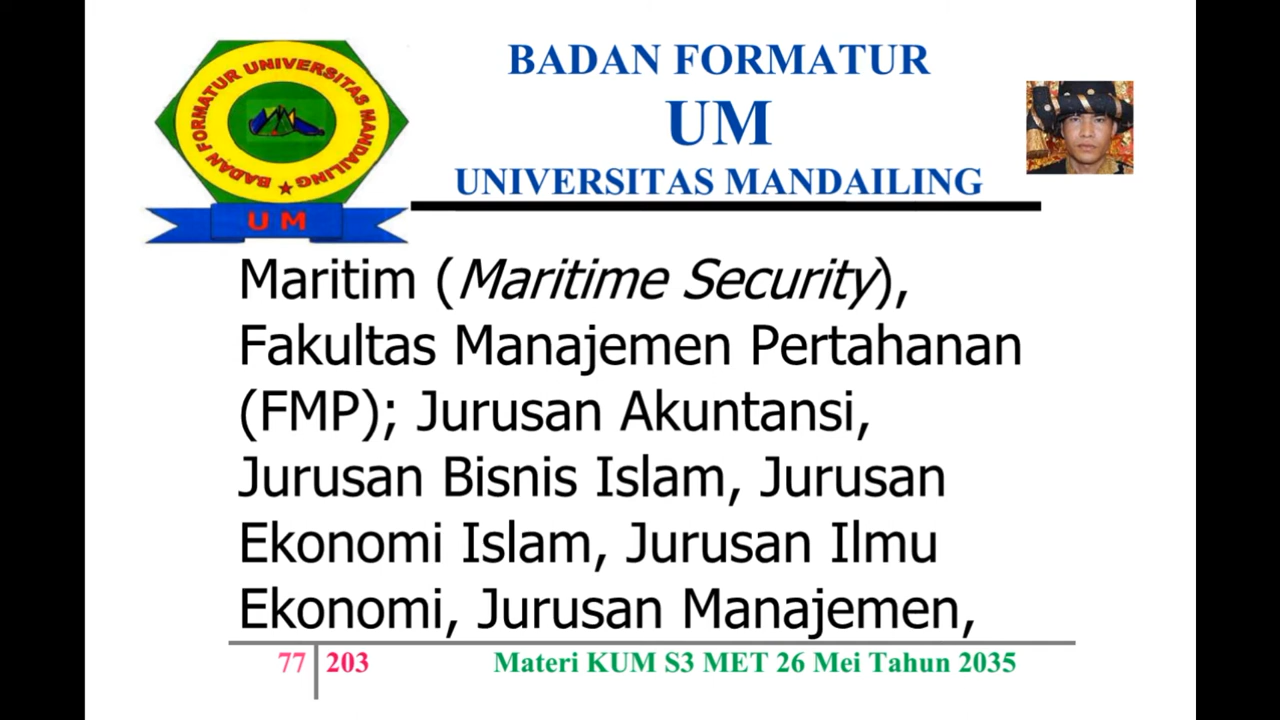 BADAN FORMATUR UNIVERSITAS MANDAILING
U M
BADAN FORMATUR
UM
UNIVERSITAS MANDAILING
Maritim (Maritime Security),
Fakultas Manajemen Pertahanan
(FMP); Jurusan Akuntansi,
Jurusan Bisnis Islam, Jurusan
Ekonomi Islam, Jurusan Ilmu
Ekonomi, Jurusan Manajemen,
77 203 Materi KUM S3 MET 26 Mei Tahun 2035